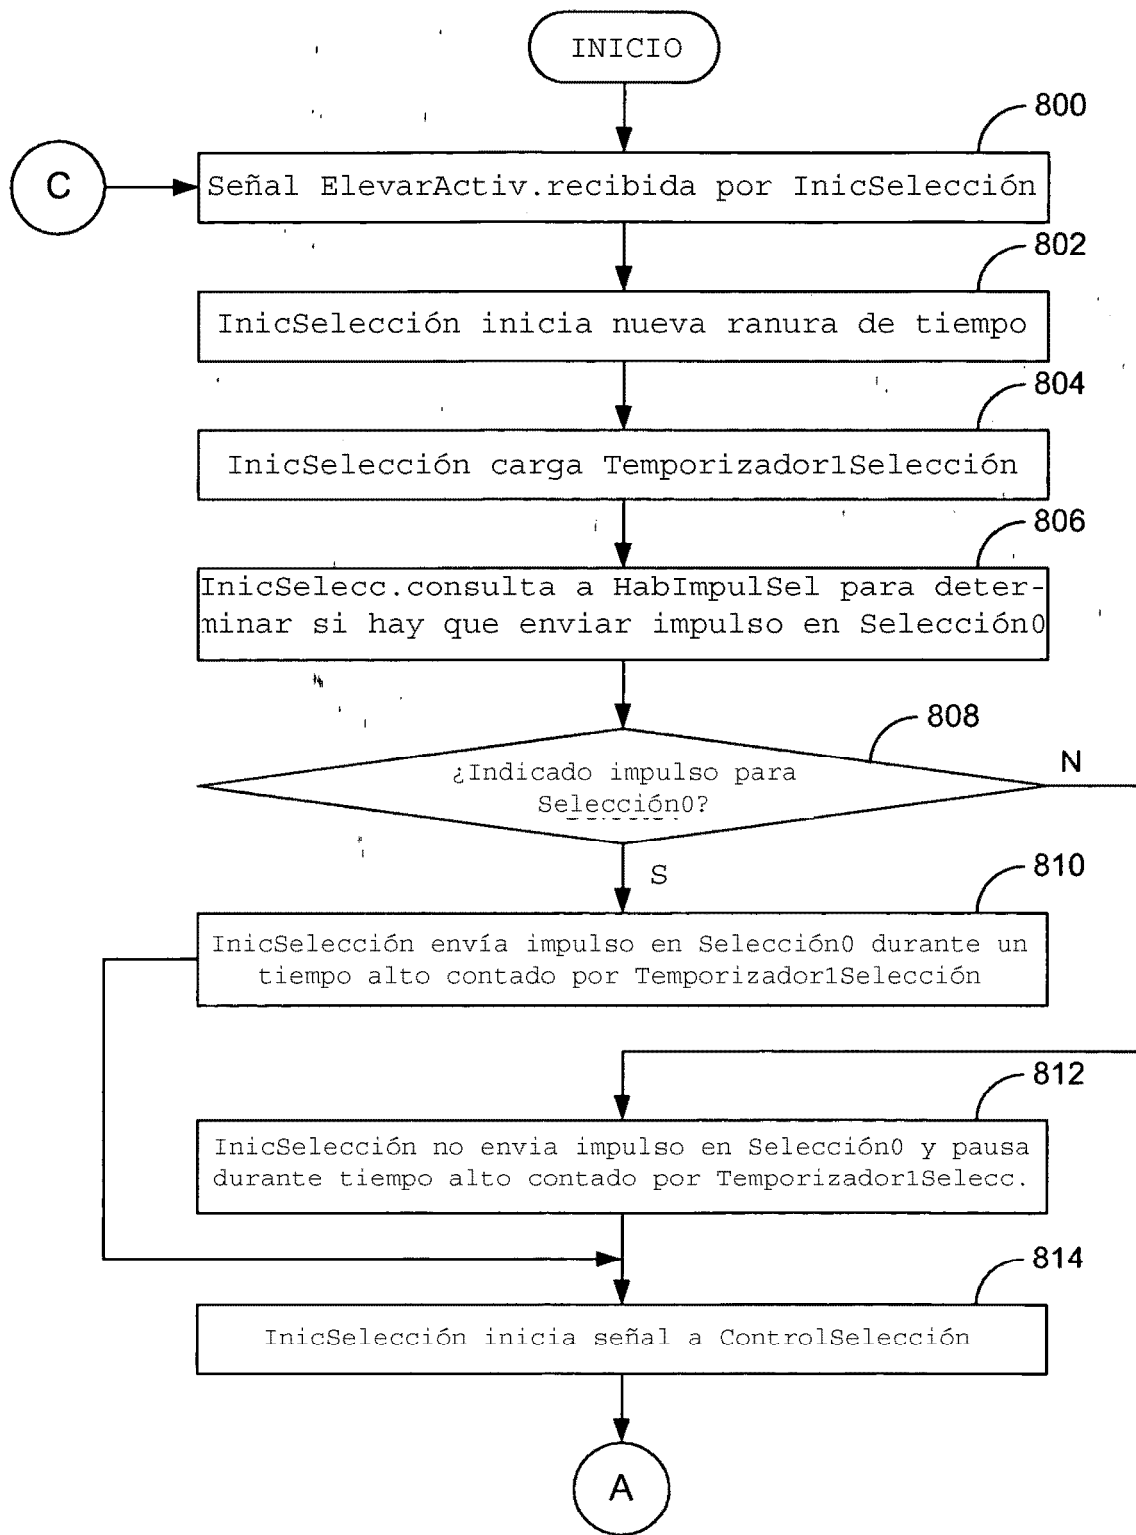 INICIO
800
C
Señal ElevarActiv.recibida por InicSelección
802
InicSelección inicia nueva ranura de tiempo
804
InicSelección carga Temporizador1Selección
806
InicSelecc.consulta a HabImpulSel para deter-
minar si hay que enviar impulso en Selección0
808
N
¿Indicado impulso para
Selección0?
S
810
InicSelección envía impulso en Selección0 durante un
tiempo alto contado por Temporizador1Selección
812
InicSelección no envia impulso en Selección0 y pausa
durante tiempo alto contado por Temporizador1Selecc.
814
InicSelección inicia señal a ControlSelección
A